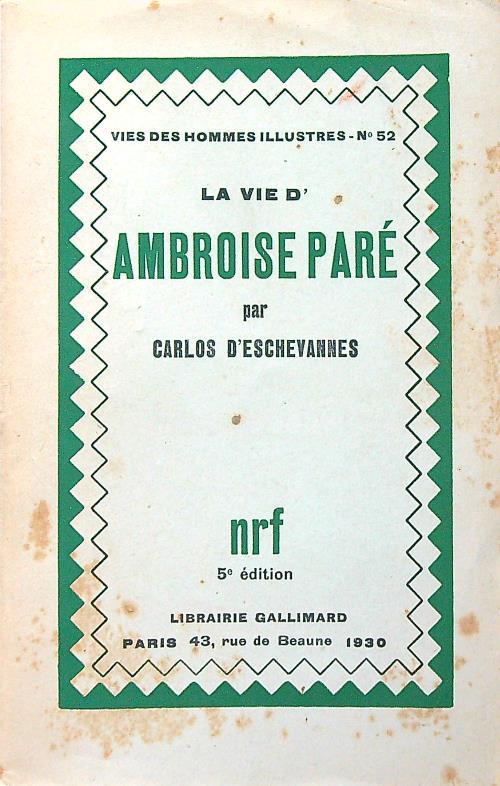 VIES DES HOMMES ILLUSTRES - Nº 52
LA VIE D'
AMBROISE PARÉ
par
CARLOS D'ESCHEVANNES
nrf
5e édition
LIBRAIRIE GALLIMARD
PARIS 43, rue de Beaune 1930